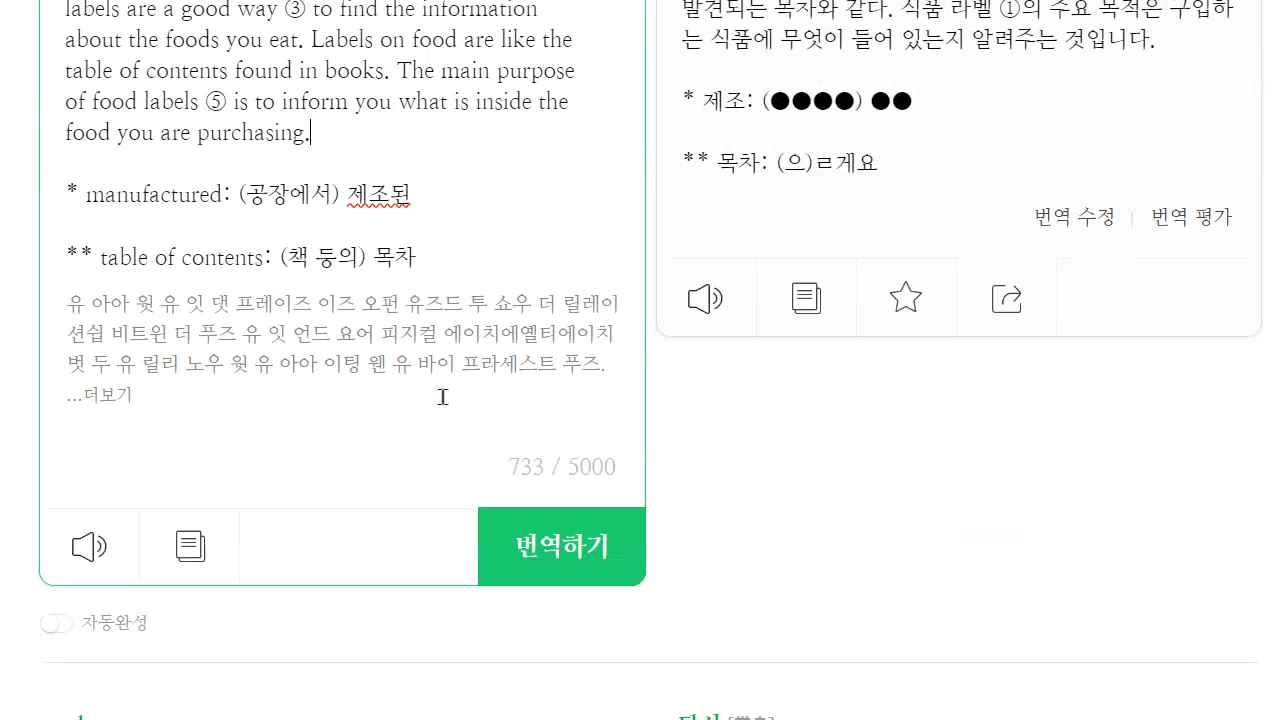 labels are a good way ③ to find the information
about the foods you eat. Labels on food are like the
table of contents found in books. The main purpose
of food labels ⑤ is to inform you what is inside the
food you are purchasing.
* manufactured: (공장에서) 제조된
** table of contents: (책 등의) 목차
유 아아 웟 유 잇 댓 프레이즈 이즈 오펀 유즈드 투 쇼우 더 릴레이
션쉽 비트윈 더 푸즈 유 잇 언드 요어 피지컬 에이치에옐티에이치
벗 두 유 릴리 노우 웟 유 아아 이팅 웬 유 바이 프라세스트 푸즈.
...더보기
733 / 5000
번역하기
자동완성
발견되는 목차와 같다. 식품 라벨 ①의 주요 목적은 구입하
는 식품에 무엇이 들어 있는지 알려주는 것입니다.
* 제조: (●●●●) ●●
** 목차: (으)ㄹ게요
번역 수정
번역 평가